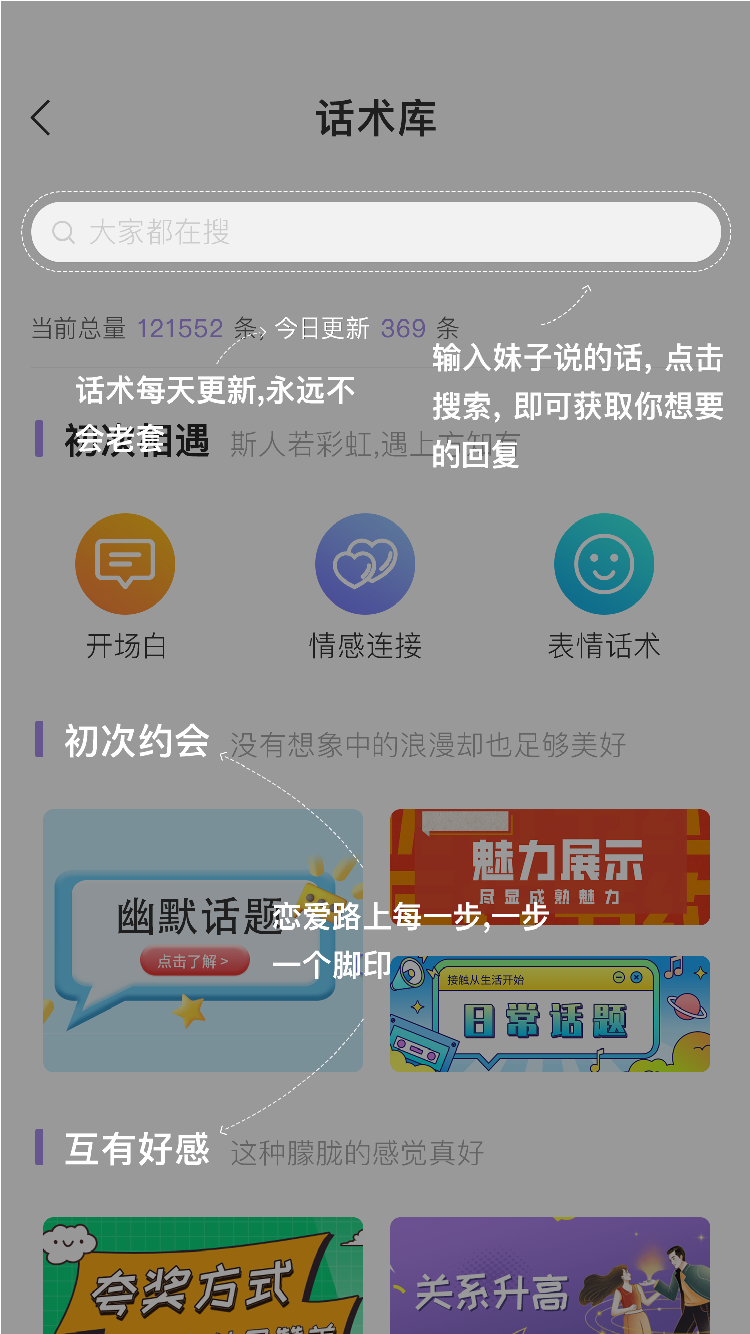 话术库
大家都在搜
当前总量 121552 条, 今日更新 369 条
输入妹子说的话, 点击
搜索, 即可获取你想要
的回复
话术每天更新,永远不
会老套
初次相遇 斯人若彩虹,遇上方知有
开场白
情感连接
表情话术
初次约会 没有想象中的浪漫却也足够美好
幽默话题
点击了解 >
魅力展示
尽显成熟魅力
恋爱路上每一步,一步
一个脚印
接触从生活开始
日常话题
互有好感 这种朦胧的感觉真好
夸奖方式
关系升高